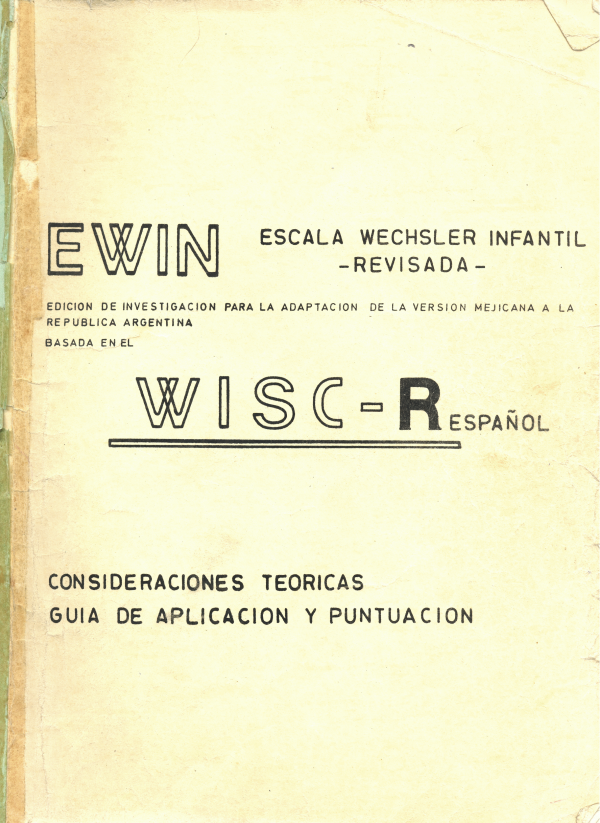 EWIN ESCALA WECHSLER INFANTIL
-REVISADA-
EDICION DE INVESTIGACION PARA LA ADAPTACION DE LA VERSION MEJICANA A LA
REPUBLICA ARGENTINA
BASADA EN EL
WISC-R ESPAÑOL
CONSIDERACIONES TEORICAS
GUIA DE APLICACION Y PUNTUACION